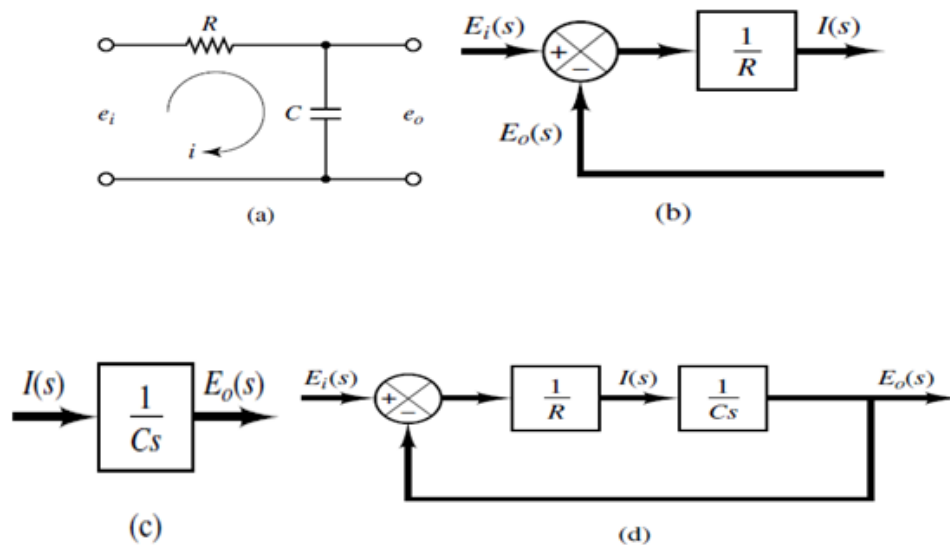 R
e_i
C
e_o
i
(a)
E_i(s)
+
−
1
R
I(s)
E_o(s)
(b)
I(s)
1
Cs
E_o(s)
(c)
E_i(s)
+
−
1
R
I(s)
1
Cs
E_o(s)
(d)